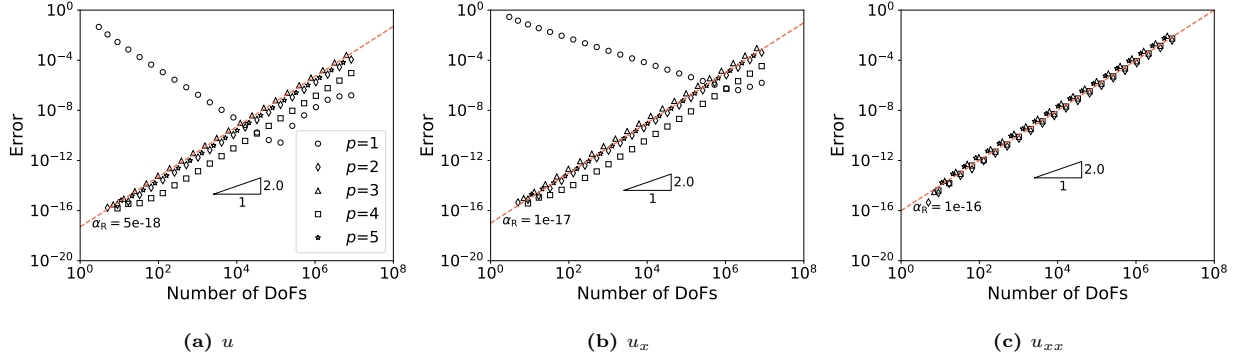 10^0
10^-4
10^-8
10^-12
10^-16
10^-20
Error
α_R = 5e-18
2.0
1
p=1
p=2
p=3
p=4
p=5
10^0 10^2 10^4 10^6 10^8
Number of DoFs
(a) u
10^0
10^-4
10^-8
10^-12
10^-16
10^-20
Error
α_R = 1e-17
2.0
1
10^0 10^2 10^4 10^6 10^8
Number of DoFs
(b) u_x
10^0
10^-4
10^-8
10^-12
10^-16
10^-20
Error
α_R = 1e-16
2.0
1
10^0 10^2 10^4 10^6 10^8
Number of DoFs
(c) u_xx